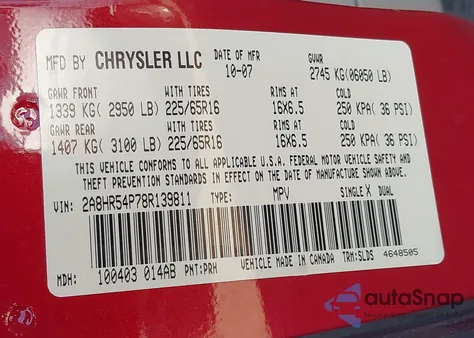 MFD BY CHRYSLER LLC DATE OF MFR 10-07 GVWR 2745 KG(06050 LB)
GAWR FRONT WITH TIRES RIMS AT COLD
1339 KG( 2950 LB) 225/65R16 16X6.5 250 KPA( 36 PSI)
GAWR REAR WITH TIRES RIMS AT COLD
1407 KG( 3100 LB) 225/65R16 16X6.5 250 KPA( 36 PSI)
THIS VEHICLE CONFORMS TO ALL APPLICABLE U.S.A. FEDERAL MOTOR VEHICLE SAFETY AND
THEFT PREVENTION STANDARDS IN EFFECT ON THE DATE OF MANUFACTURE SHOWN ABOVE.
VIN: 2A8HR54P78R139811 TYPE: MPV SINGLE X DUAL
MDH: 100403 014AB PNT:PRH VEHICLE MADE IN CANADA TRM:SLDS 4648505
autoSnap